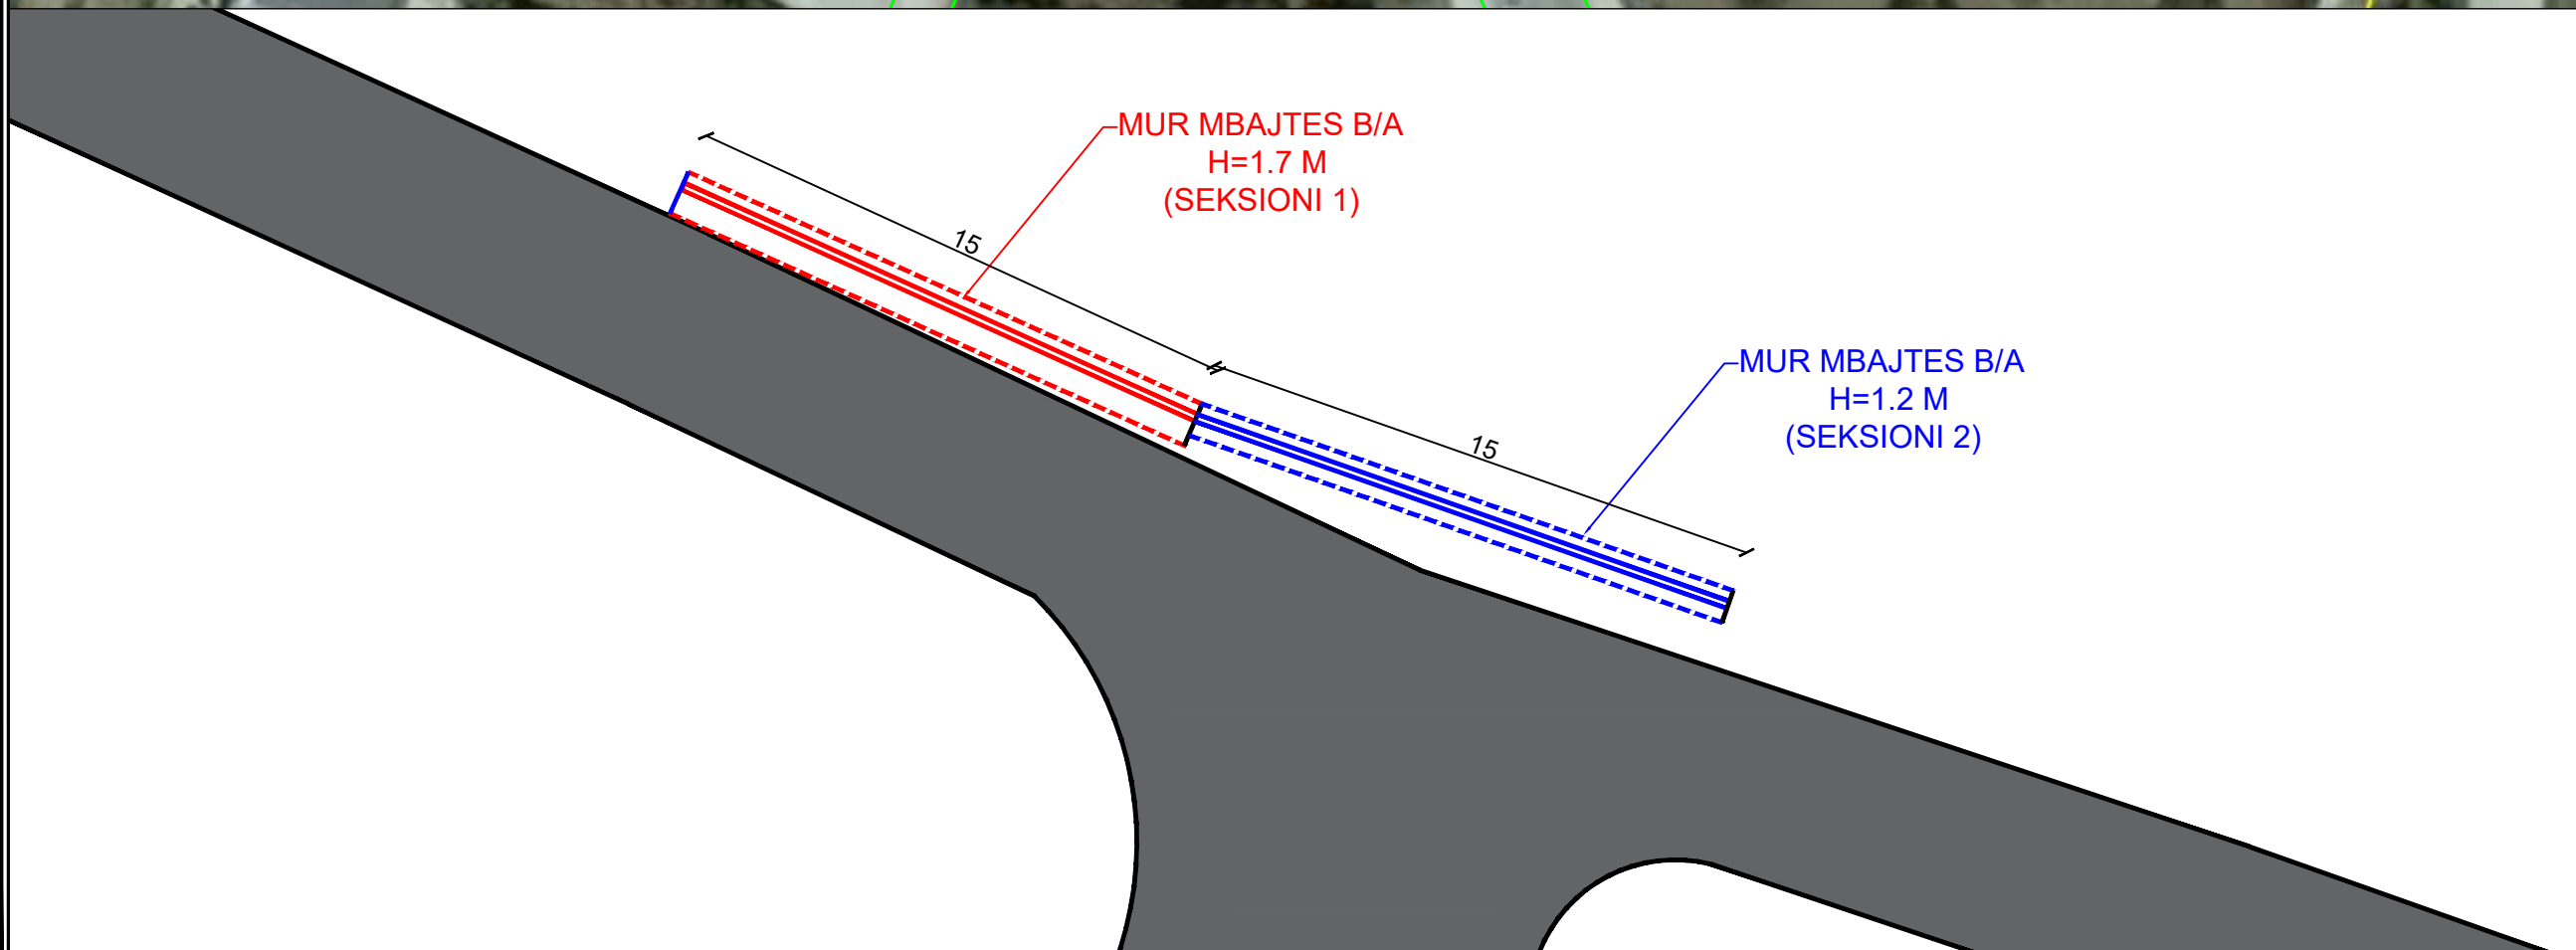 MUR MBAJTES B/A
H=1.7 M
(SEKSIONI 1)
15
MUR MBAJTES B/A
H=1.2 M
(SEKSIONI 2)
15